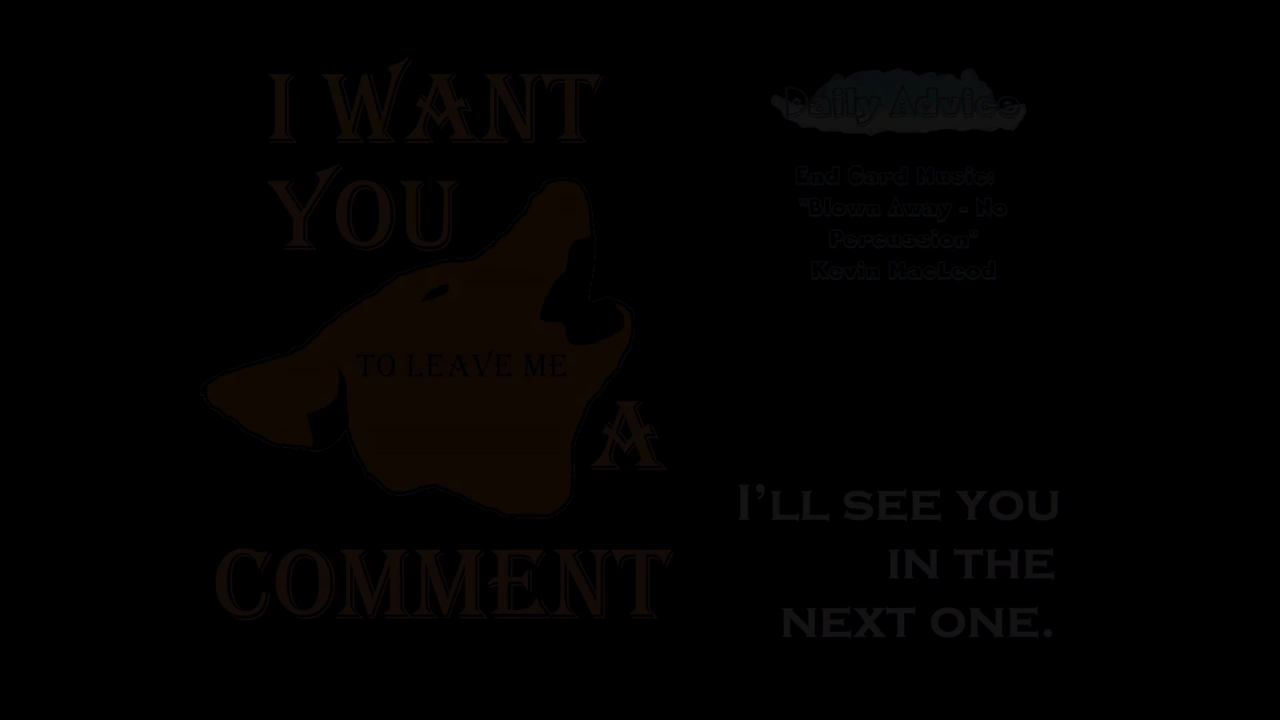 I WANT
YOU
TO LEAVE ME
A
COMMENT
Daily Advice
End Card Music:
"Blown Away - No
Percussion"
Kevin MacLeod
I'LL SEE YOU
IN THE
NEXT ONE.